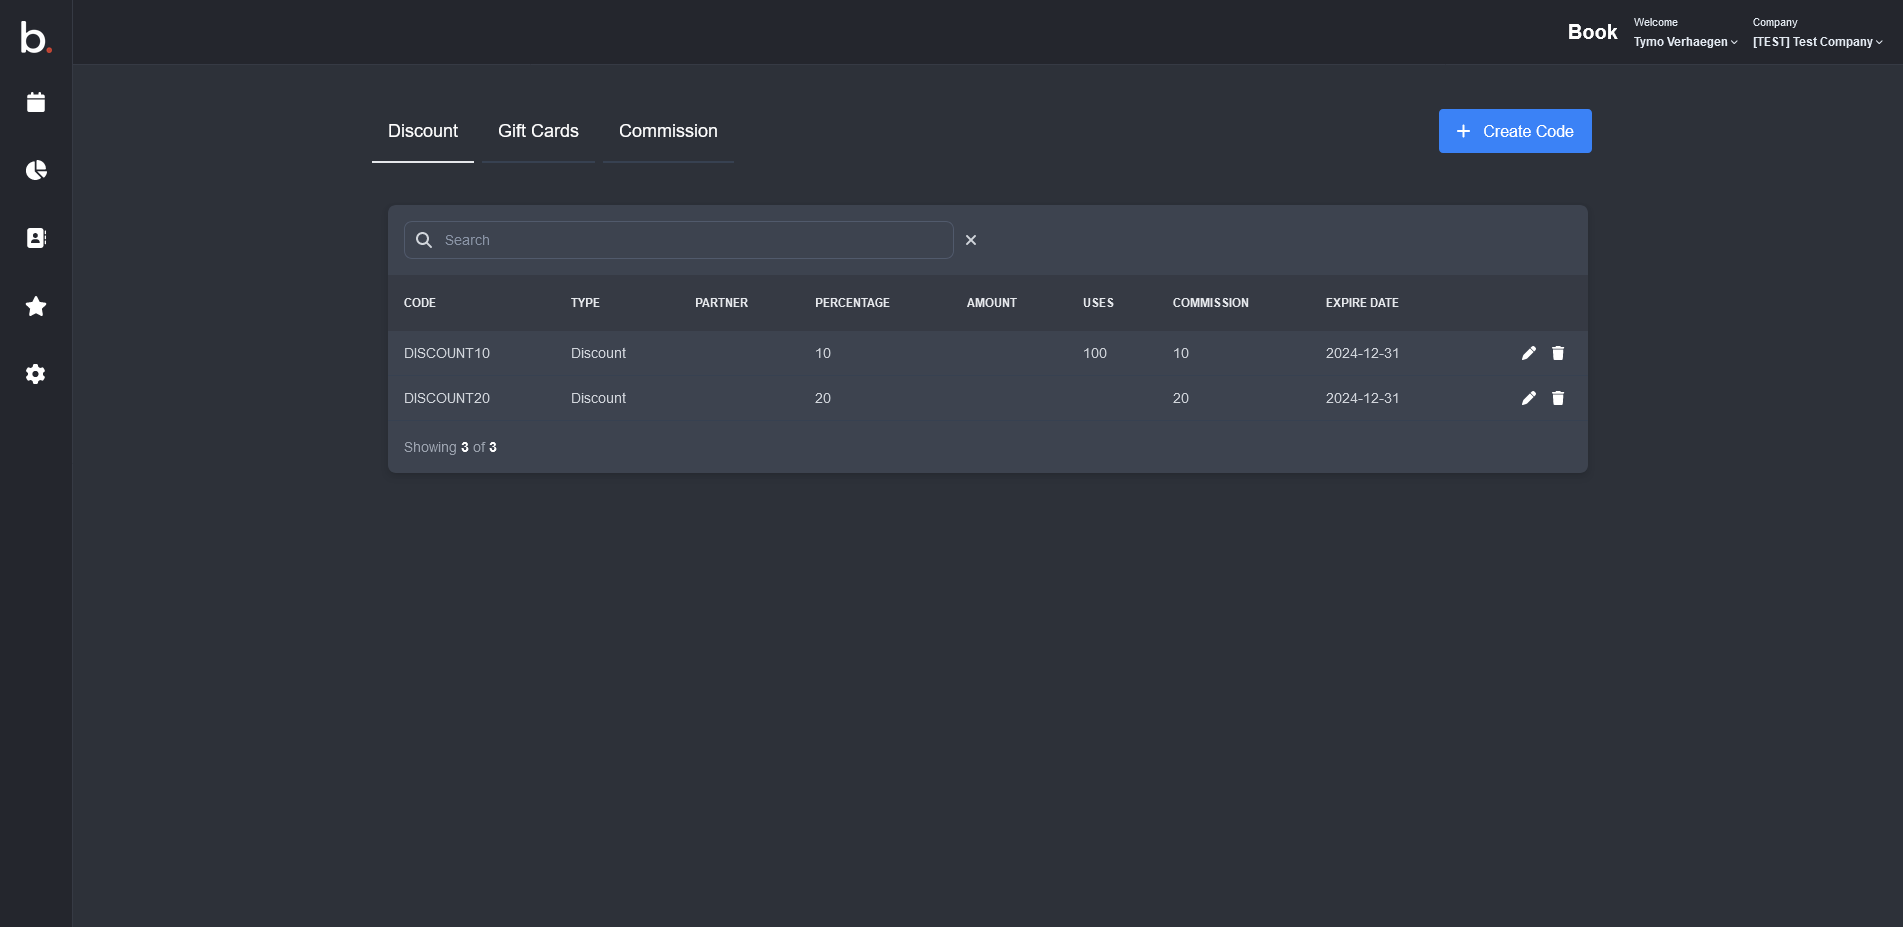 b.
Book
Welcome
Tymo Verhaegen
Company
[TEST] Test Company
Discount
Gift Cards
Commission
Create Code
Search
CODE TYPE PARTNER PERCENTAGE AMOUNT USES COMMISSION EXPIRE DATE
DISCOUNT10 Discount 10 100 10 2024-12-31
DISCOUNT20 Discount 20 20 2024-12-31
Showing 3 of 3